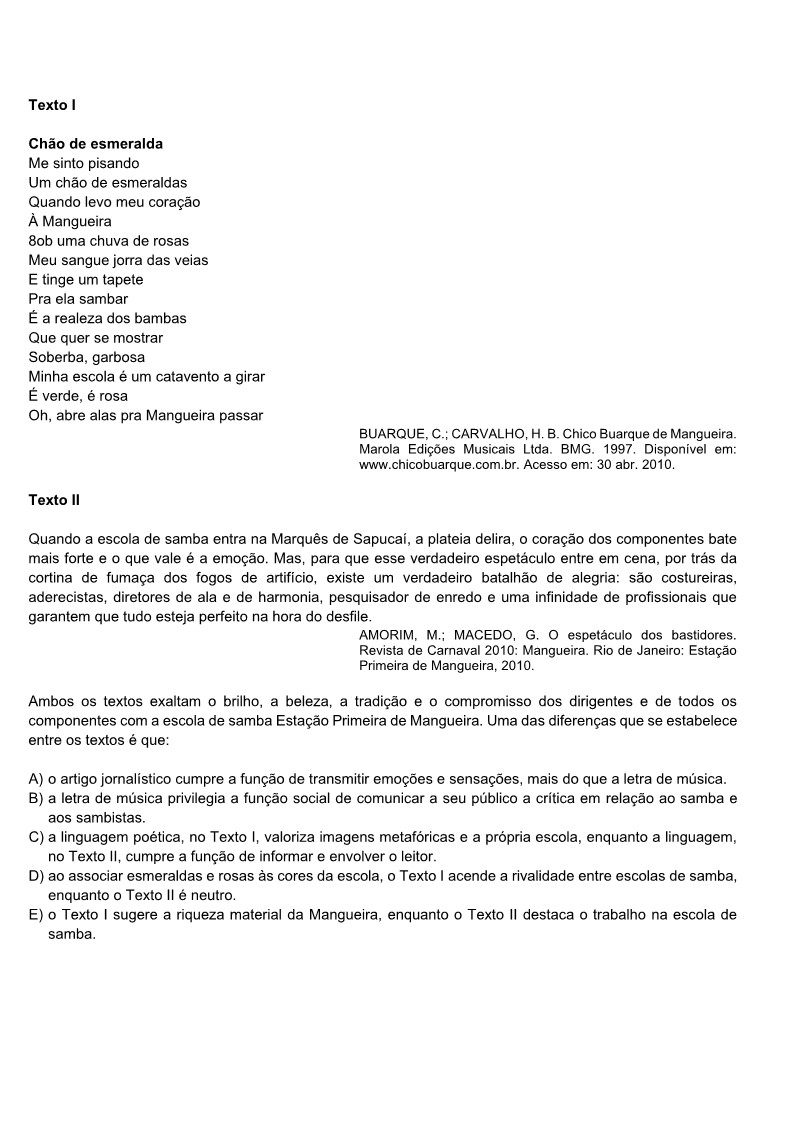 Texto I
Chão de esmeralda
Me sinto pisando
Um chão de esmeraldas
Quando levo meu coração
À Mangueira
8ob uma chuva de rosas
Meu sangue jorra das veias
E tinge um tapete
Pra ela sambar
É a realeza dos bambas
Que quer se mostrar
Soberba, garbosa
Minha escola é um catavento a girar
É verde, é rosa
Oh, abre alas pra Mangueira passar
BUARQUE, C.; CARVALHO, H. B. Chico Buarque de Mangueira.
Marola Edições Musicais Ltda. BMG. 1997. Disponível em:
www.chicobuarque.com.br. Acesso em: 30 abr. 2010.
Texto II
Quando a escola de samba entra na Marquês de Sapucaí, a plateia delira, o coração dos componentes bate
mais forte e o que vale é a emoção. Mas, para que esse verdadeiro espetáculo entre em cena, por trás da
cortina de fumaça dos fogos de artifício, existe um verdadeiro batalhão de alegria: são costureiras,
aderecistas, diretores de ala e de harmonia, pesquisador de enredo e uma infinidade de profissionais que
garantem que tudo esteja perfeito na hora do desfile.
AMORIM, M.; MACEDO, G. O espetáculo dos bastidores.
Revista de Carnaval 2010: Mangueira. Rio de Janeiro: Estação
Primeira de Mangueira, 2010.
Ambos os textos exaltam o brilho, a beleza, a tradição e o compromisso dos dirigentes e de todos os
componentes com a escola de samba Estação Primeira de Mangueira. Uma das diferenças que se estabelece
entre os textos é que:
A) o artigo jornalístico cumpre a função de transmitir emoções e sensações, mais do que a letra de música.
B) a letra de música privilegia a função social de comunicar a seu público a crítica em relação ao samba e
aos sambistas.
C) a linguagem poética, no Texto I, valoriza imagens metafóricas e a própria escola, enquanto a linguagem,
no Texto II, cumpre a função de informar e envolver o leitor.
D) ao associar esmeraldas e rosas às cores da escola, o Texto I acende a rivalidade entre escolas de samba,
enquanto o Texto II é neutro.
E) o Texto I sugere a riqueza material da Mangueira, enquanto o Texto II destaca o trabalho na escola de
samba.